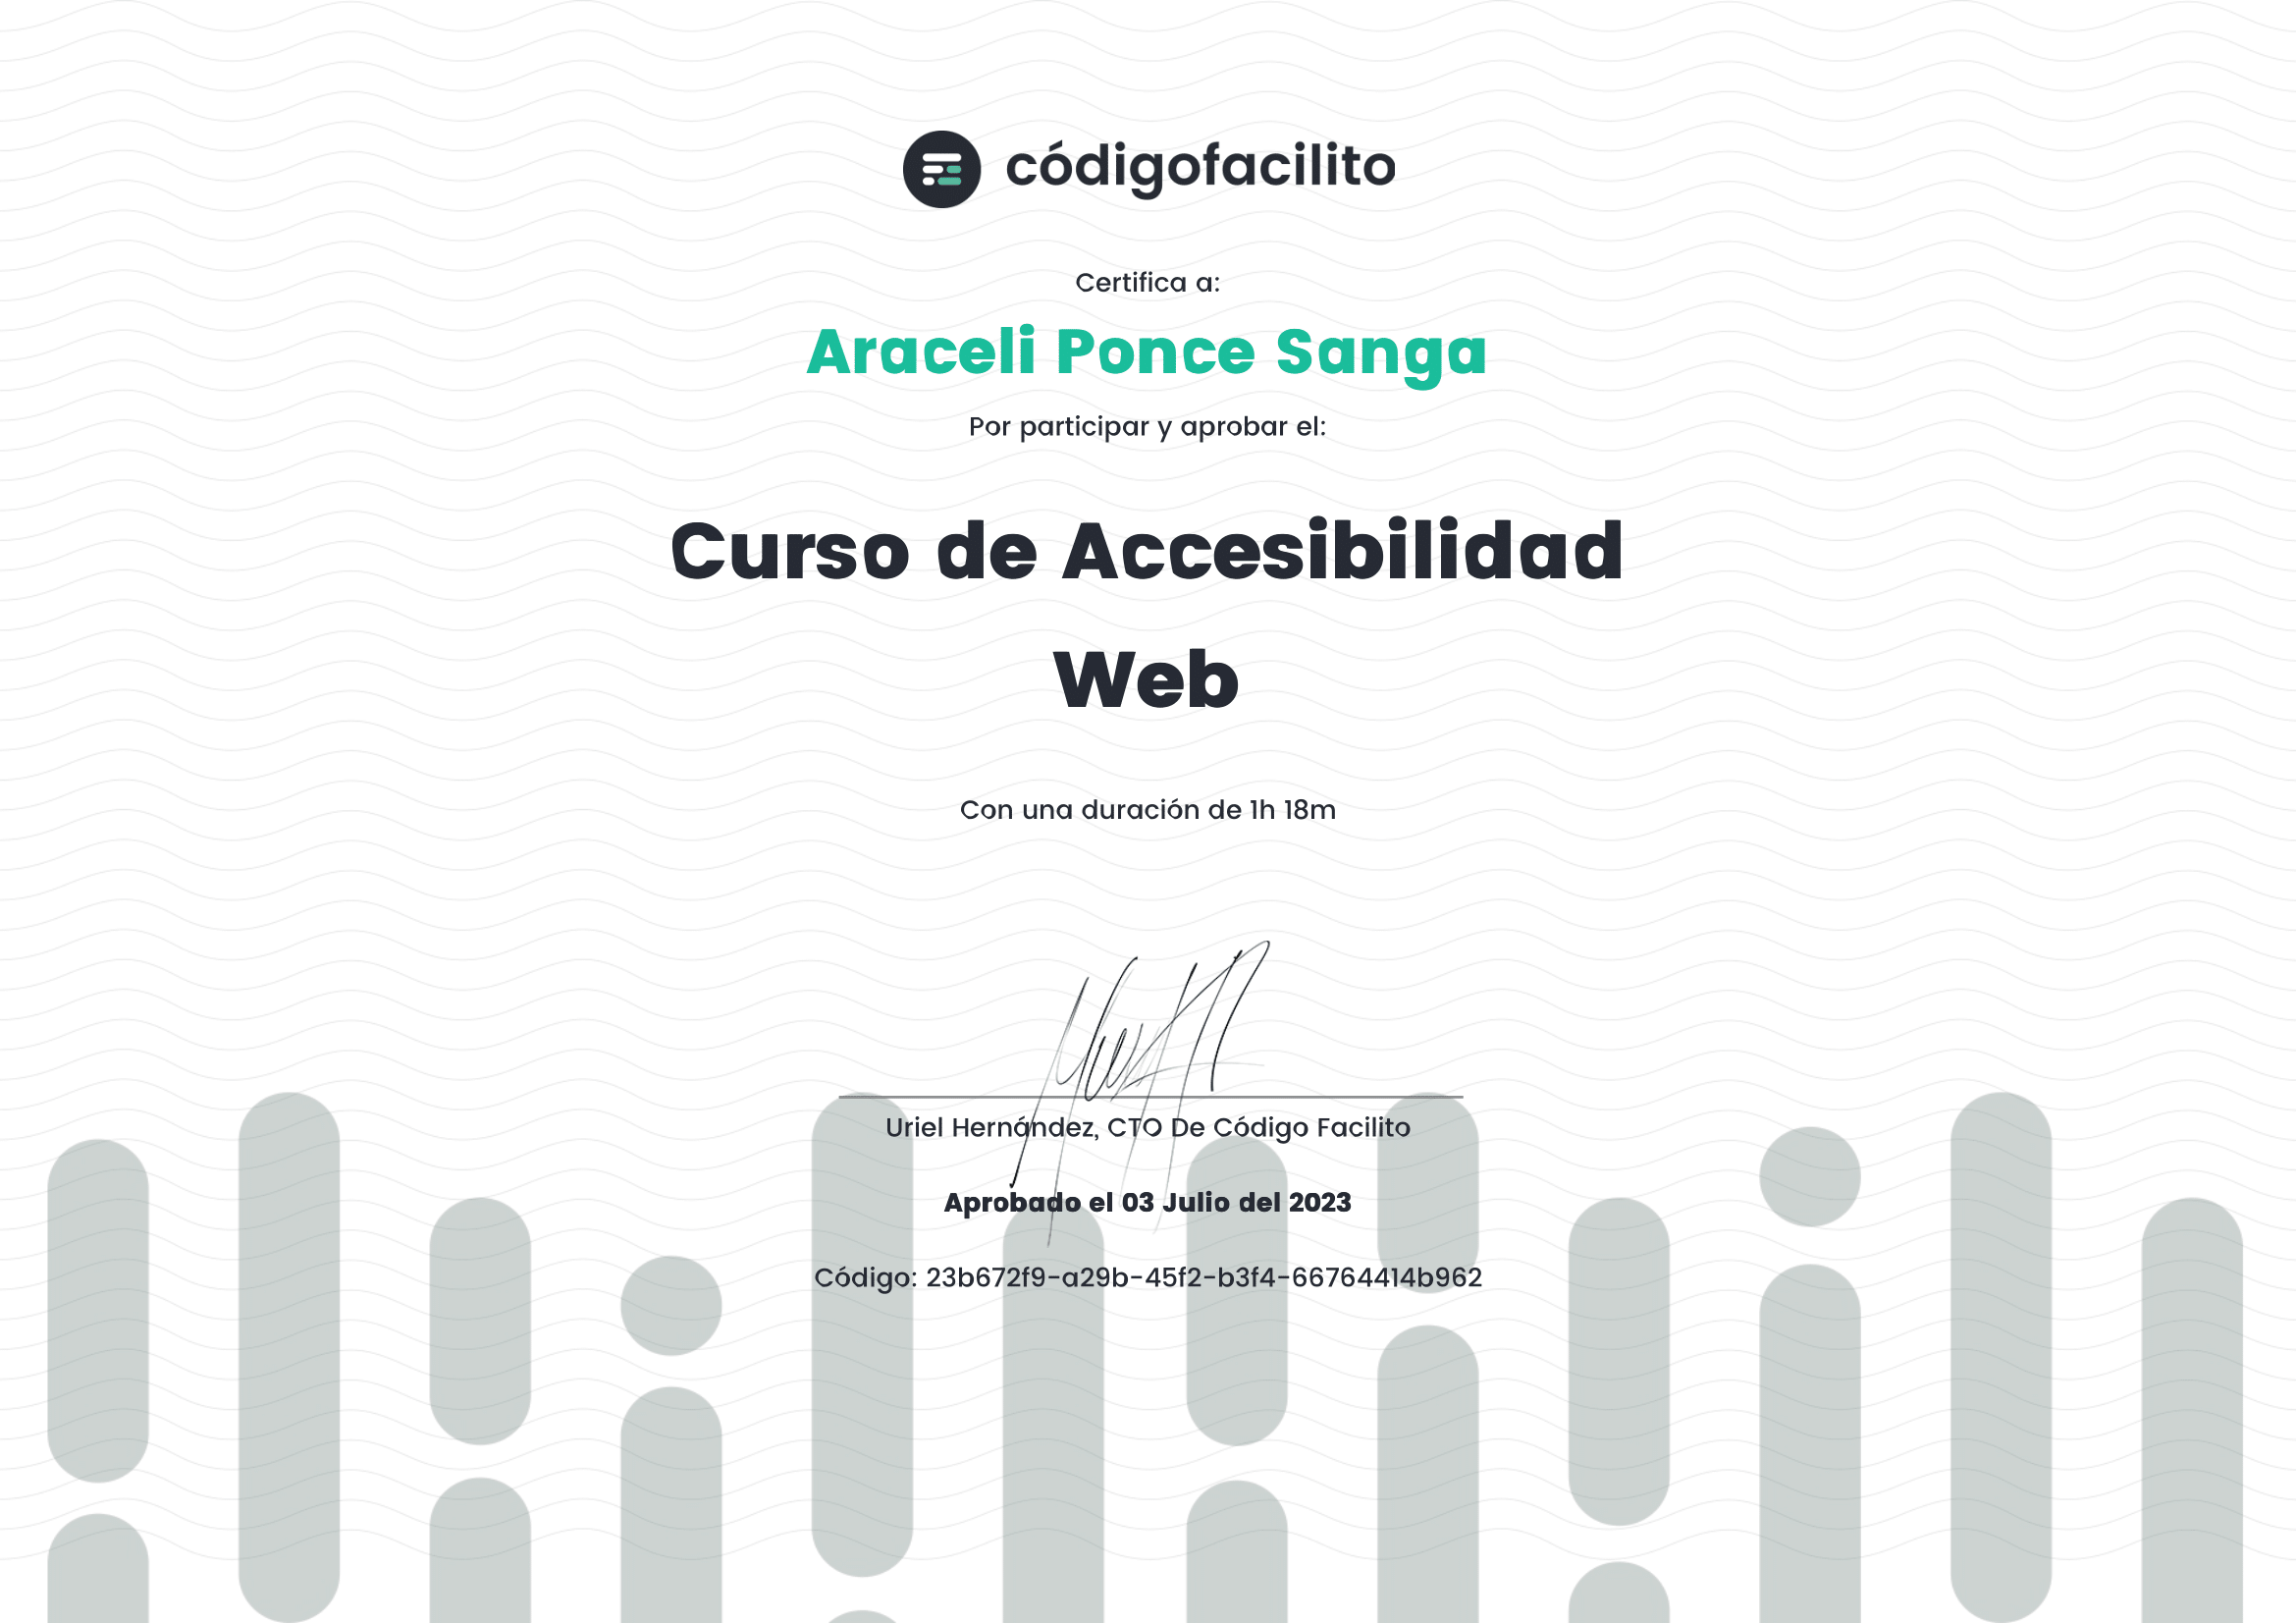 códigofacilito
Certifica a:
Araceli Ponce Sanga
Por participar y aprobar el:
Curso de Accesibilidad
Web
Con una duración de 1h 18m
Uriel Hernández, CTO De Código Facilito
Aprobado el 03 Julio del 2023
Código: 23b672f9-a29b-45f2-b3f4-66764414b962